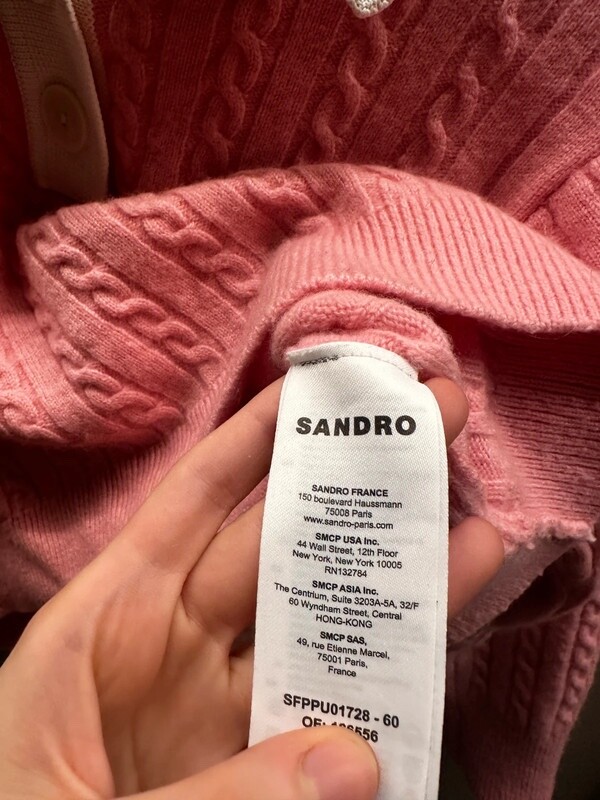 SANDRO
SANDRO FRANCE
150 boulevard Haussmann
75008 Paris
www.sandro-paris.com
SMCP USA Inc.
44 Wall Street, 12th Floor
New York, New York 10005
RN132784
SMCP ASIA Inc.
The Centrium, Suite 3203A-5A, 32/F
60 Wyndham Street, Central
HONG-KONG
SMCP SAS,
49, rue Etienne Marcel,
75001 Paris,
France
SFPPU01728 - 60